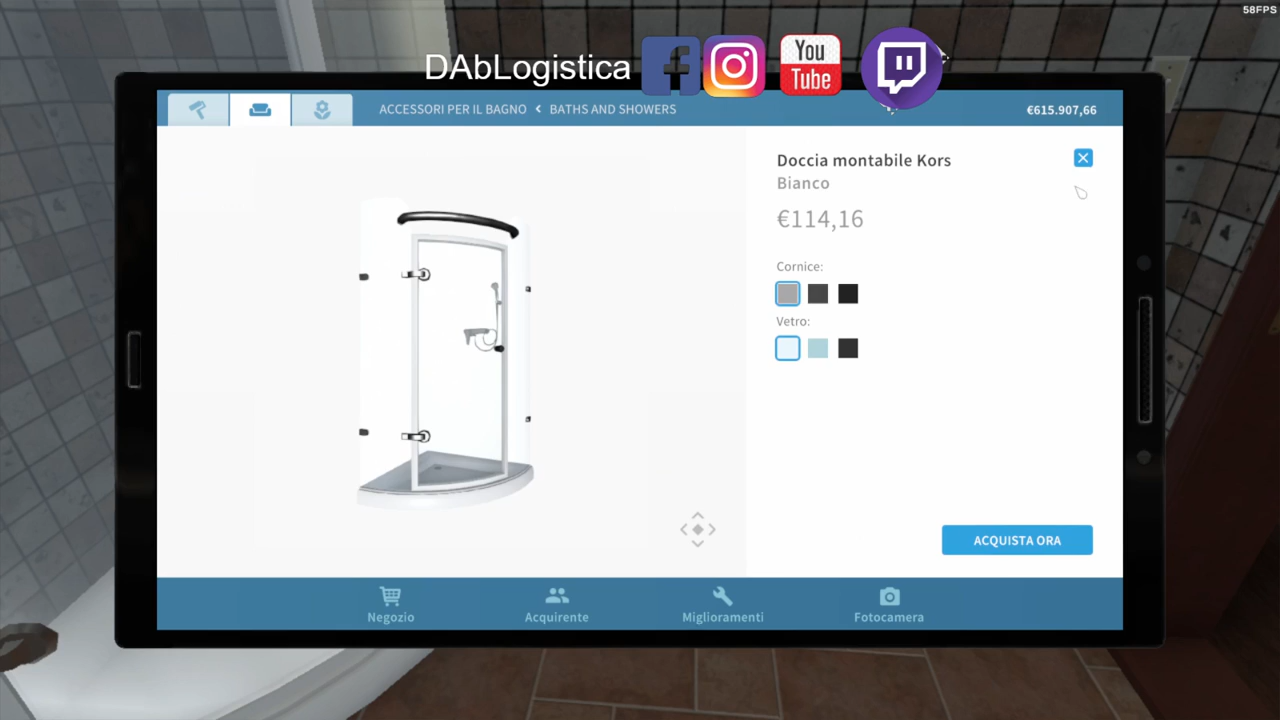 58FPS
DAbLogistica
You
Tube
ACCESSORI PER IL BAGNO < BATHS AND SHOWERS
€615.907,66
Doccia montabile Kors
Bianco
€114,16
Cornice:
Vetro:
ACQUISTA ORA
Negozio
Acquirente
Miglioramenti
Fotocamera